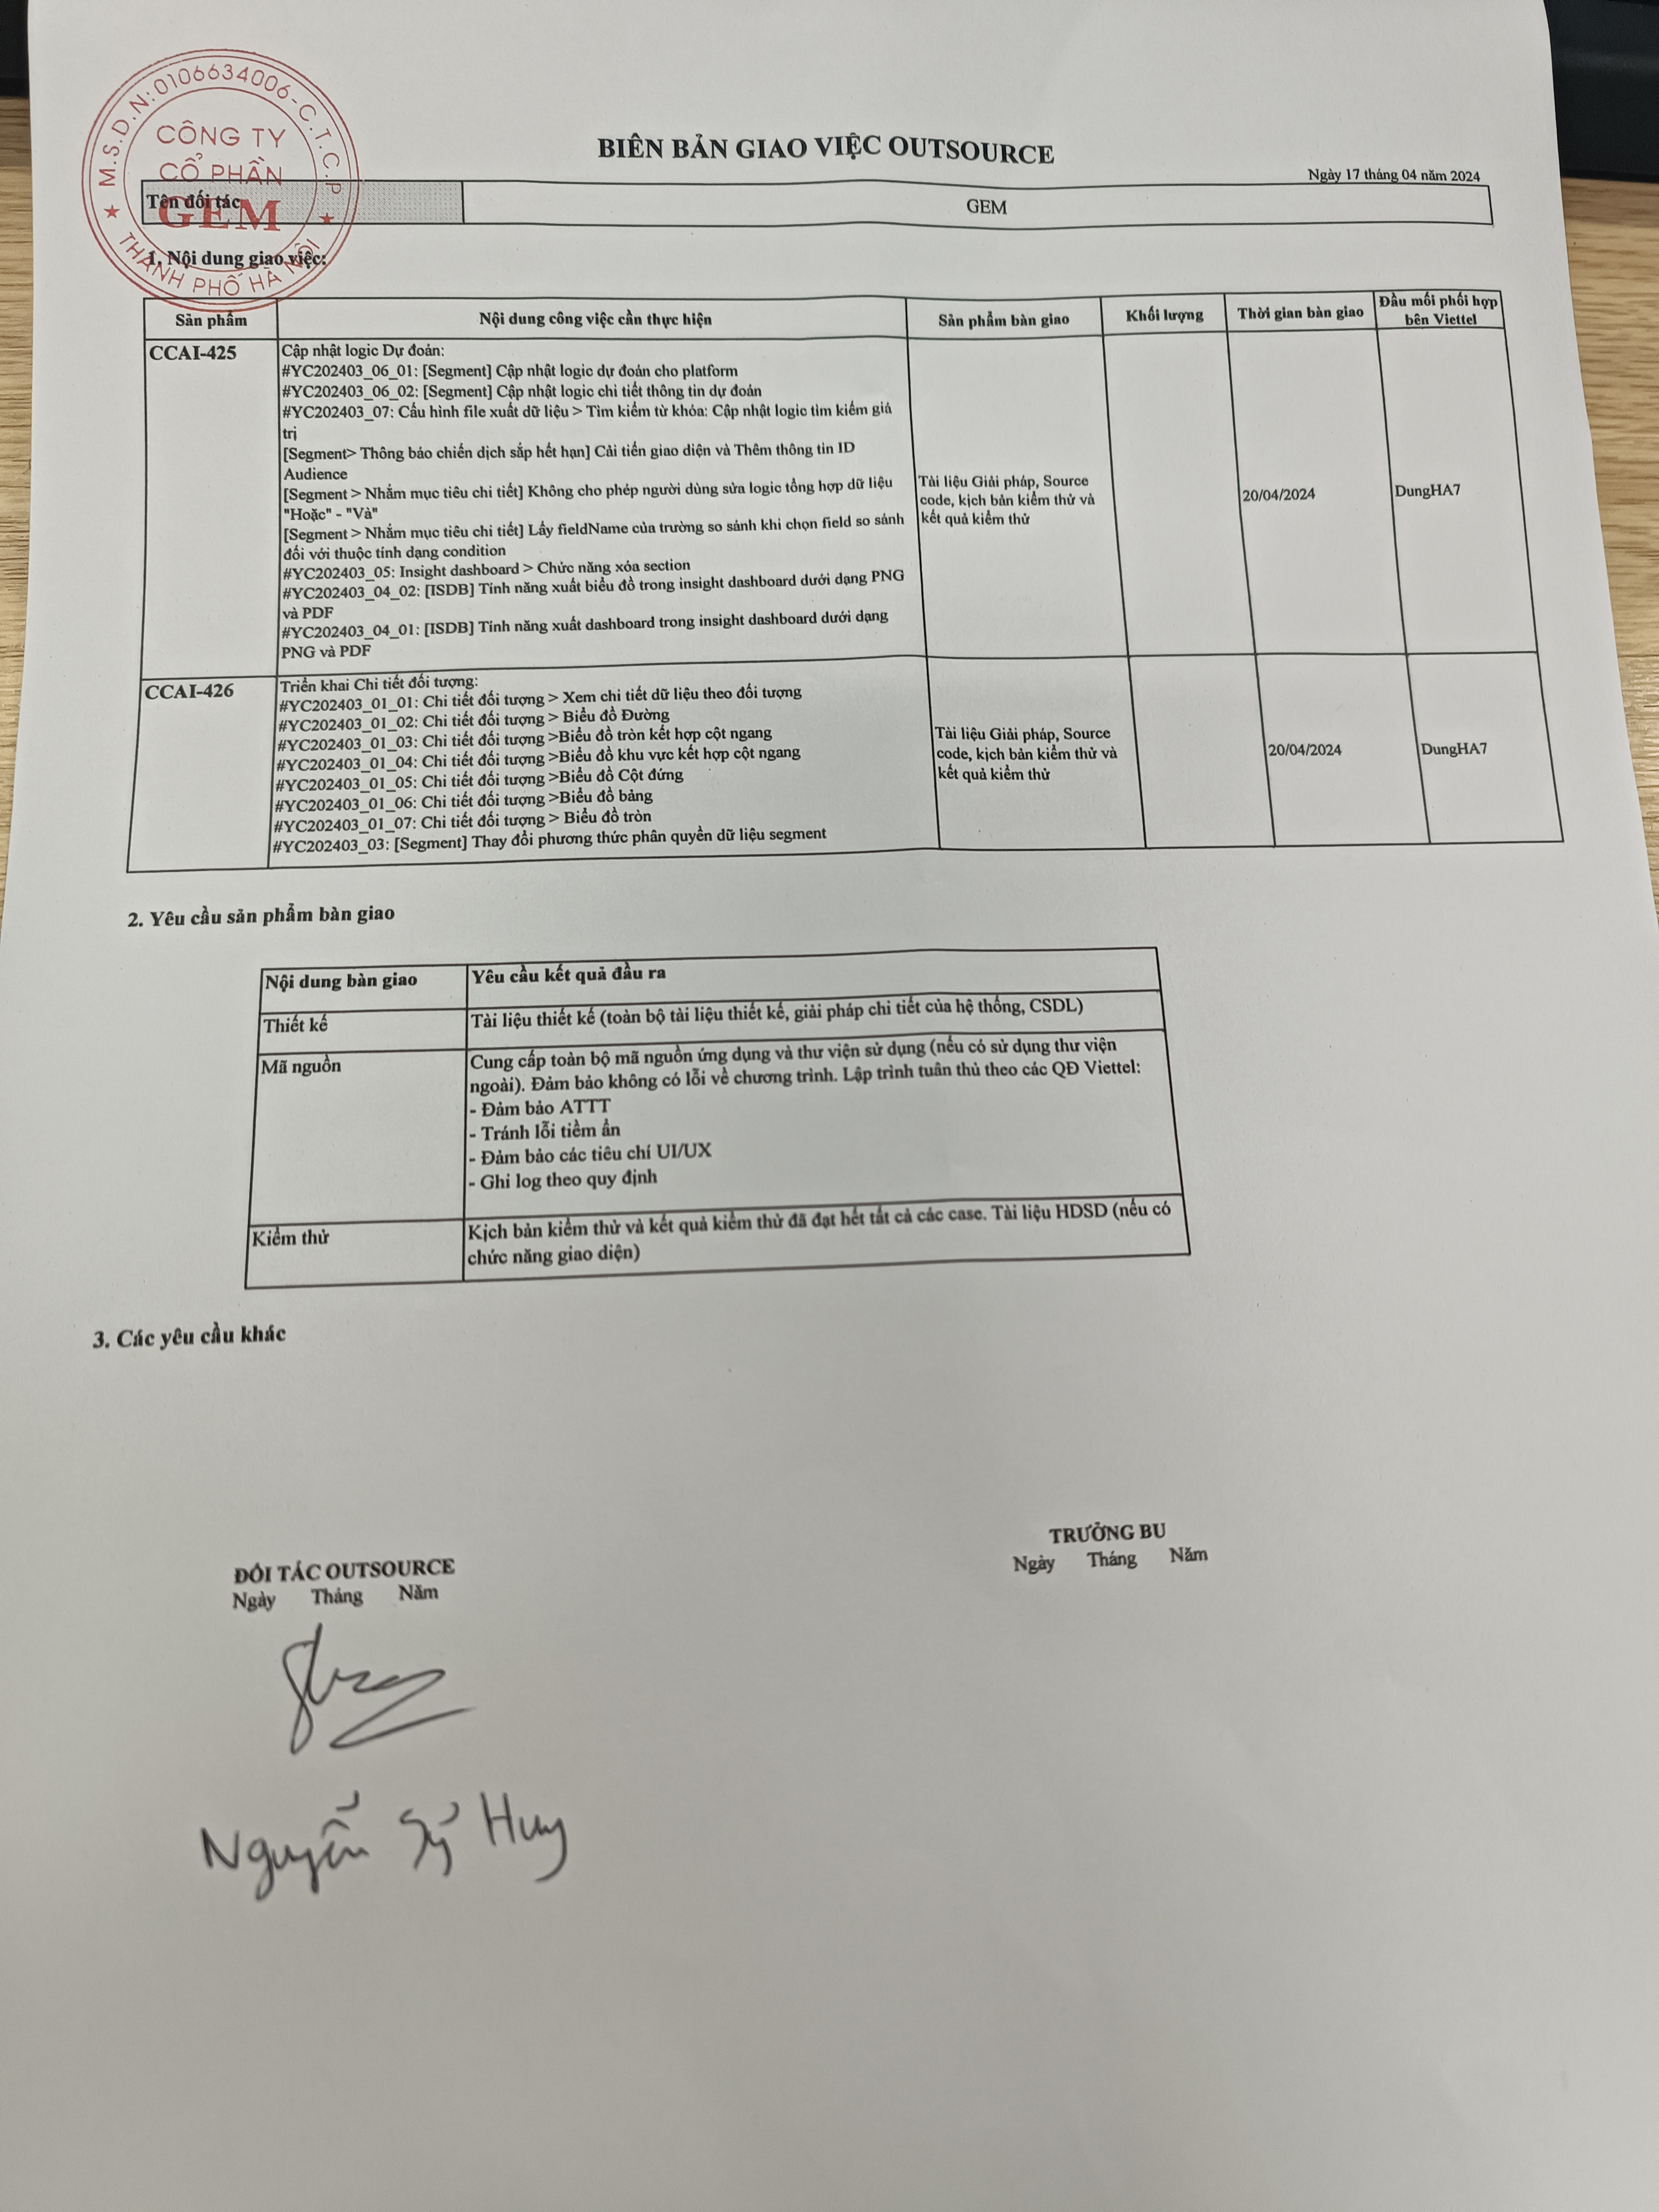 M.S.D.N:0106634006-C.T.C.P
CÔNG TY
CỔ PHẦN
GEM
THÀNH PHỐ HÀ NỘI
BIÊN BẢN GIAO VIỆC OUTSOURCE
Ngày 17 tháng 04 năm 2024
Tên đối tác
GEM
1. Nội dung giao việc:
Sản phẩm
Nội dung công việc cần thực hiện
Sản phẩm bàn giao
Khối lượng
Thời gian bàn giao
Đầu mối phối hợp
bên Viettel
CCAI-425
Cập nhật logic Dự đoán:
#YC202403_06_01: [Segment] Cập nhật logic dự đoán cho platform
#YC202403_06_02: [Segment] Cập nhật logic chi tiết thông tin dự đoán
#YC202403_07: Cấu hình file xuất dữ liệu > Tìm kiếm từ khóa: Cập nhật logic tìm kiếm giá
trị
[Segment> Thông báo chiến dịch sắp hết hạn] Cải tiến giao diện và Thêm thông tin ID
Audience
[Segment > Nhắm mục tiêu chi tiết] Không cho phép người dùng sửa logic tổng hợp dữ liệu
"Hoặc" - "Và"
[Segment > Nhắm mục tiêu chi tiết] Lấy fieldName của trường so sánh khi chọn field so sánh
đối với thuộc tính dạng condition
#YC202403_05: Insight dashboard > Chức năng xóa section
#YC202403_04_02: [ISDB] Tính năng xuất biểu đồ trong insight dashboard dưới dạng PNG
và PDF
#YC202403_04_01: [ISDB] Tính năng xuất dashboard trong insight dashboard dưới dạng
PNG và PDF
Tài liệu Giải pháp, Source
code, kịch bản kiểm thử và
kết quả kiểm thử
20/04/2024
DungHA7
CCAI-426
Triển khai Chi tiết đối tượng:
#YC202403_01_01: Chi tiết đối tượng > Xem chi tiết dữ liệu theo đối tượng
#YC202403_01_02: Chi tiết đối tượng > Biểu đồ Đường
#YC202403_01_03: Chi tiết đối tượng >Biểu đồ tròn kết hợp cột ngang
#YC202403_01_04: Chi tiết đối tượng >Biểu đồ khu vực kết hợp cột ngang
#YC202403_01_05: Chi tiết đối tượng >Biểu đồ Cột đứng
#YC202403_01_06: Chi tiết đối tượng >Biểu đồ bảng
#YC202403_01_07: Chi tiết đối tượng > Biểu đồ tròn
#YC202403_03: [Segment] Thay đổi phương thức phân quyền dữ liệu segment
Tài liệu Giải pháp, Source
code, kịch bản kiểm thử và
kết quả kiểm thử
20/04/2024
DungHA7
2. Yêu cầu sản phẩm bàn giao
Nội dung bàn giao
Yêu cầu kết quả đầu ra
Thiết kế
Tài liệu thiết kế (toàn bộ tài liệu thiết kế, giải pháp chi tiết của hệ thống, CSDL)
Mã nguồn
Cung cấp toàn bộ mã nguồn ứng dụng và thư viện sử dụng (nếu có sử dụng thư viện
ngoài). Đảm bảo không có lỗi về chương trình. Lập trình tuân thủ theo các QĐ Viettel:
- Đảm bảo ATTT
- Tránh lỗi tiềm ẩn
- Đảm bảo các tiêu chí UI/UX
- Ghi log theo quy định
Kiểm thử
Kịch bản kiểm thử và kết quả kiểm thử đã đạt hết tất cả các case. Tài liệu HDSD (nếu có
chức năng giao diện)
3. Các yêu cầu khác
ĐỐI TÁC OUTSOURCE
Ngày Tháng Năm
TRƯỞNG BU
Ngày Tháng Năm
Nguyễn Sỹ Huy